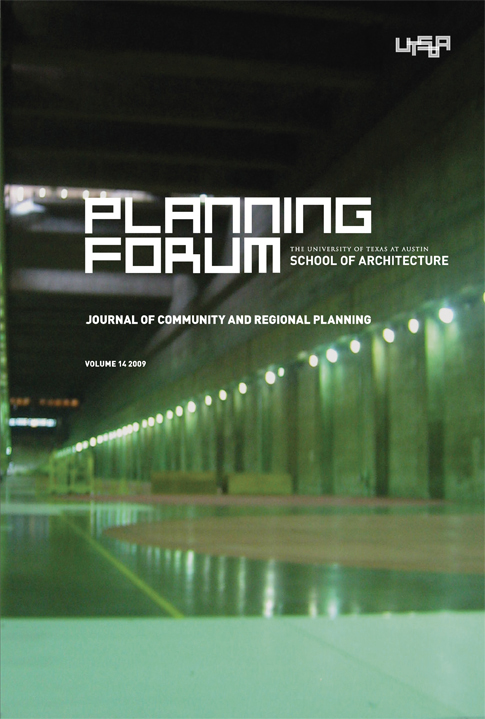 UTSOA
PLANNING
FORUM
THE UNIVERSITY OF TEXAS AT AUSTIN
SCHOOL OF ARCHITECTURE
JOURNAL OF COMMUNITY AND REGIONAL PLANNING
VOLUME 14 2009